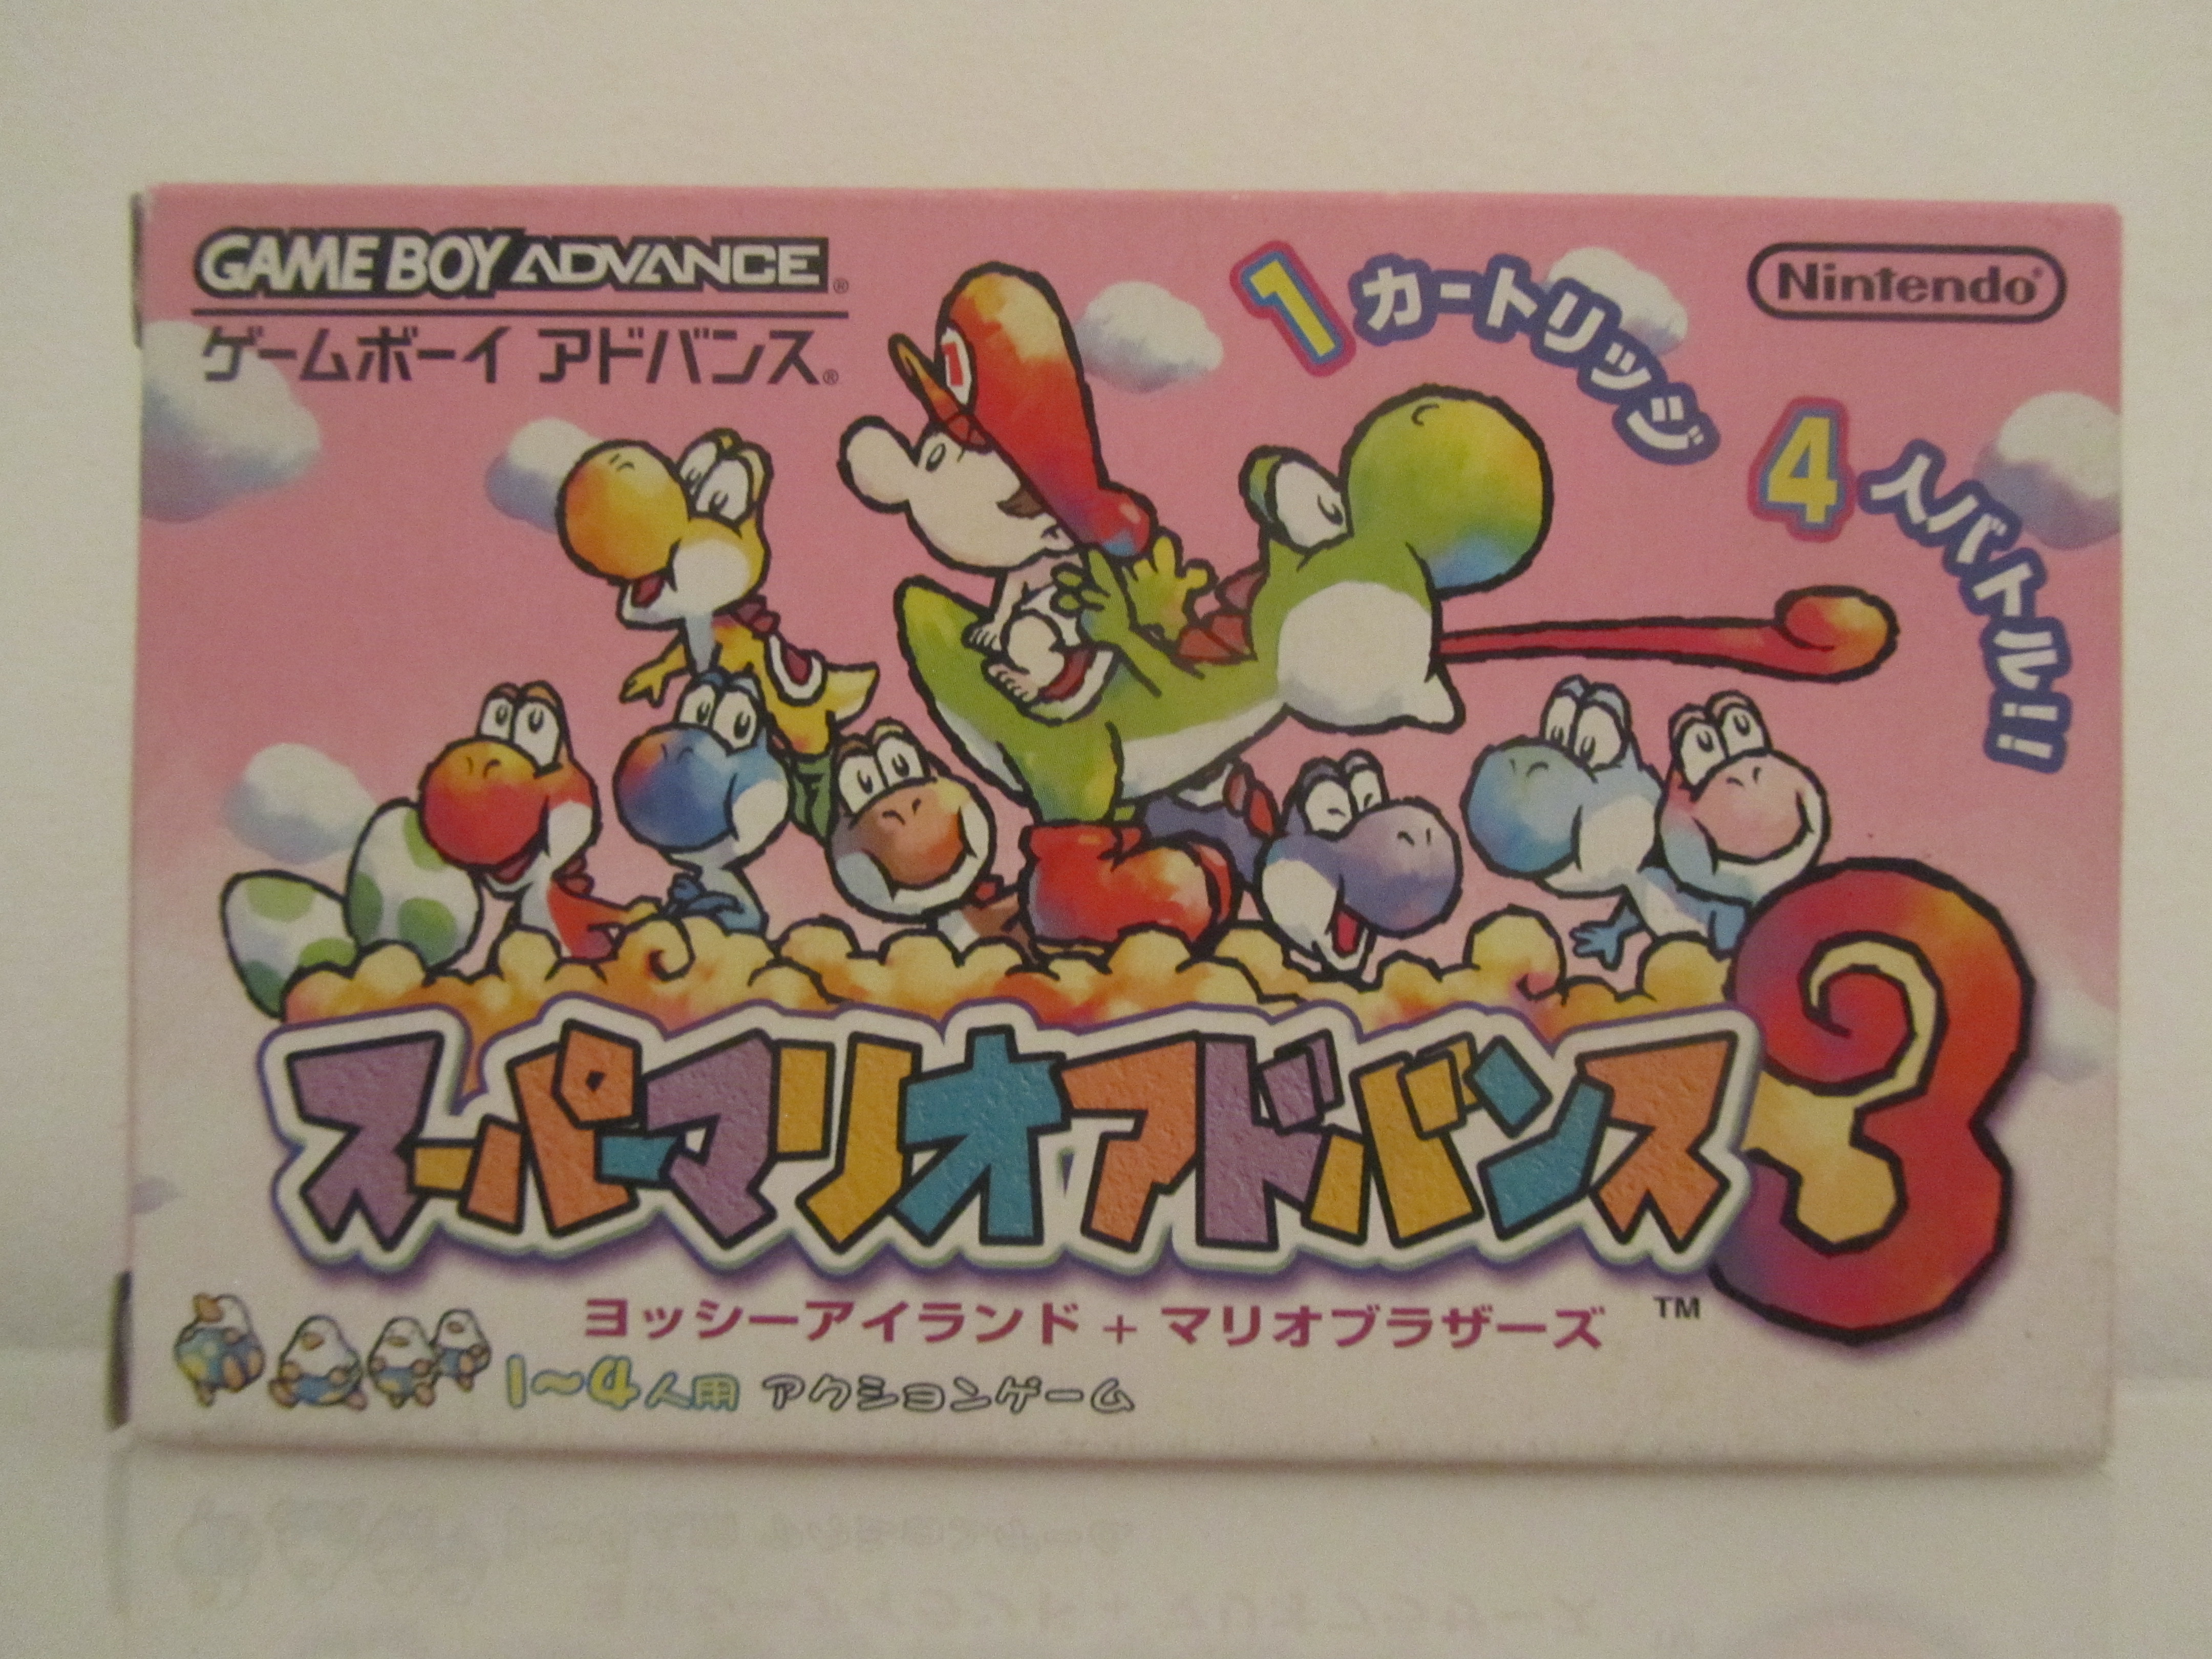 GAME BOY ADVANCE®
ゲームボーイ アドバンス®
Nintendo®
1カートリッジ
4人バトル!!
スーパーマリオアドバンス3
ヨッシーアイランド + マリオブラザーズ TM
1~4人用 アクションゲーム